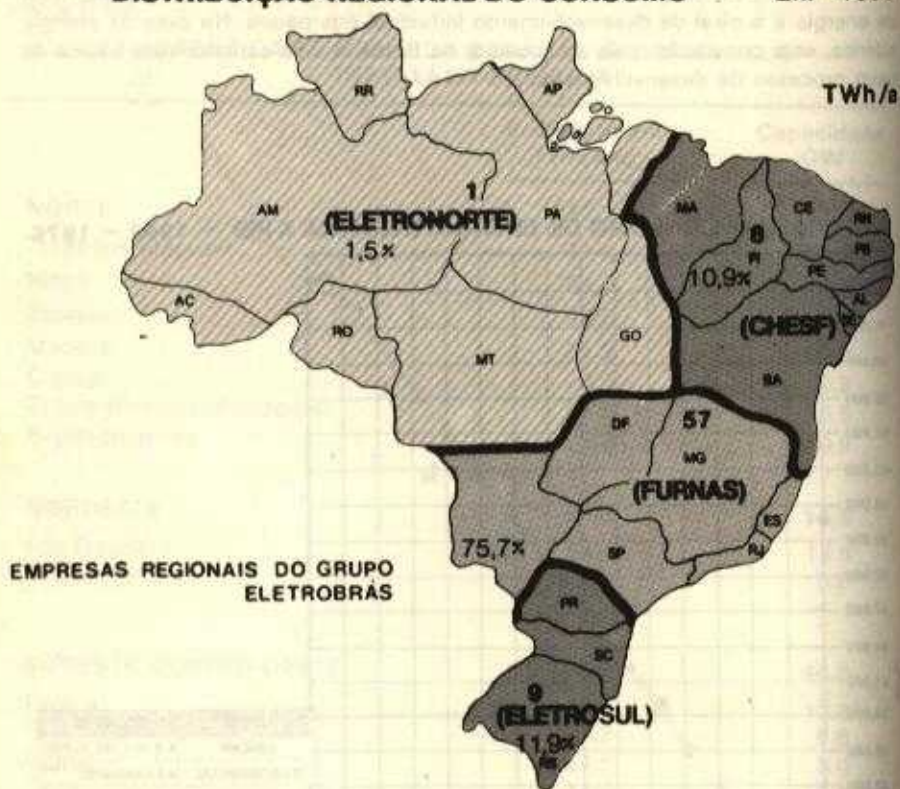 TWh/a
RR
AP
AM
1
(ELETRONORTE)
1,5%
PA
MA
CE
RN
PB
8
PI
10,9%
PE
AL
AC
RO
MT
GO
(CHESF)
BA
DF
57
MG
(FURNAS)
ES
RJ
75,7%
SP
EMPRESAS REGIONAIS DO GRUPO
ELETROBRÁS
PR
SC
9
(ELETROSUL)
11,9%
RS